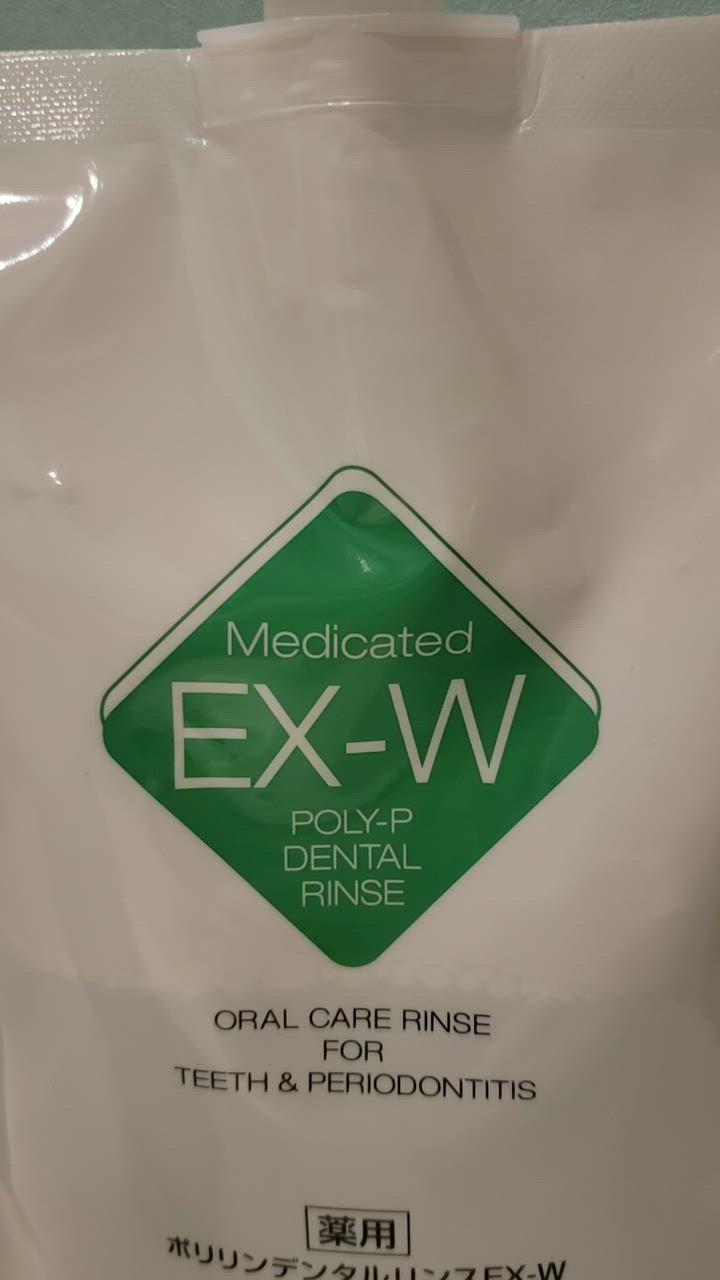 Medicated
EX-W
POLY-P
DENTAL
RINSE
ORAL CARE RINSE
FOR
TEETH & PERIODONTITIS
薬用
ポリリンデンタルリンスEX-W